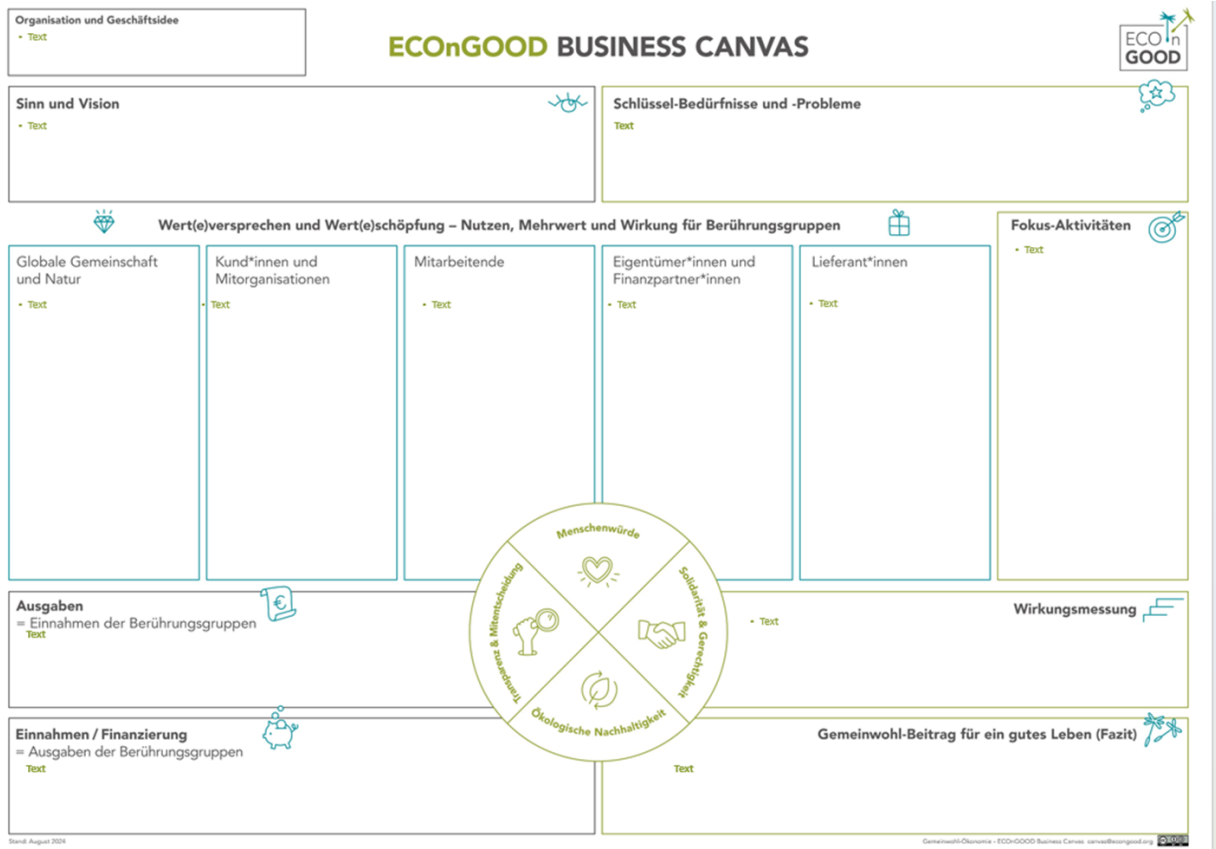 Organisation und Geschäftsidee
• Text
ECOnGOOD BUSINESS CANVAS
ECOn
GOOD
Sinn und Vision
• Text
Schlüssel-Bedürfnisse und -Probleme
Text
Wert(e)versprechen und Wert(e)schöpfung – Nutzen, Mehrwert und Wirkung für Berührungsgruppen
Globale Gemeinschaft
und Natur
• Text
Kund*innen und
Mitorganisationen
• Text
Mitarbeitende
• Text
Eigentümer*innen und
Finanzpartner*innen
• Text
Lieferant*innen
• Text
Fokus-Aktivitäten
• Text
Menschenwürde
Transparenz & Mitentscheidung
Solidarität & Gerechtigkeit
Ökologische Nachhaltigkeit
Ausgaben
= Einnahmen der Berührungsgruppen
Text
€
Wirkungsmessung
• Text
Einnahmen / Finanzierung
= Ausgaben der Berührungsgruppen
Text
Gemeinwohl-Beitrag für ein gutes Leben (Fazit)
Text
Stand: August 2024
Gemeinwohl-Ökonomie – ECOnGOOD Business Canvas canvas@econgood.org